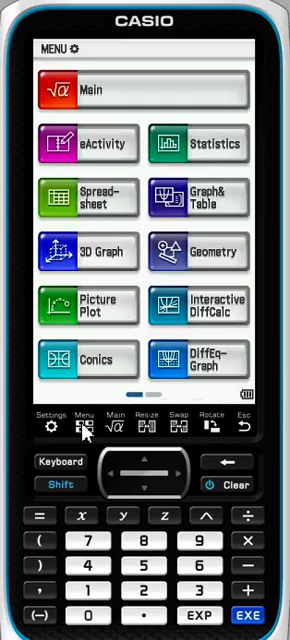 CASIO
MENU
√α Main
eActivity Statistics
Spread-
sheet
Graph&
Table
3D Graph Geometry
Picture
Plot
Interactive
DiffCalc
Conics
DiffEq-
Graph
Settings Menu Main Resize Swap Rotate Esc
√α
Keyboard
Shift Clear
= x y z ^ ÷
( 7 8 9 ×
) 4 5 6 −
, 1 2 3 +
(−) 0 · EXP EXE